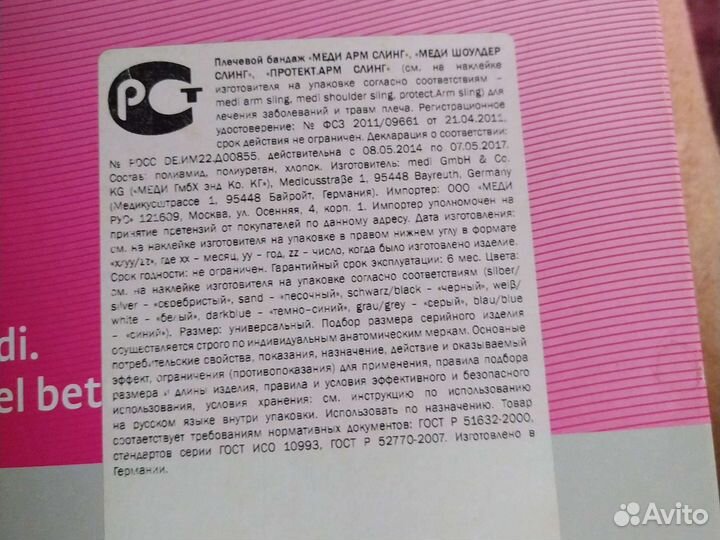 Плечевой бандаж «МЕДИ АРМ СЛИНГ», «МЕДИ ШОУЛДЕР
СЛИНГ», «ПРОТЕКТ.АРМ СЛИНГ» (см. на наклейке
изготовителя на упаковке согласно соответствиям –
medi arm sling, medi shoulder sling, protect.Arm sling) для
лечения заболеваний и травм плеча. Регистрационное
удостоверение: № ФСЗ 2011/09661 от 21.04.2011,
срок действия не ограничен. Декларация о соответствии:
№ РОСС DE.ИМ22.Д00855, действительна с 08.05.2014 по 07.05.2017.
Состав: полиамид, полиуретан, хлопок. Изготовитель: medi GmbH & Co.
KG («МЕДИ ГмбХ энд Ко. КГ»), Medicusstraße 1, 95448 Bayreuth, Germany
(Медикусштрассе 1, 95448 Байройт, Германия). Импортер: ООО «МЕДИ
РУС» 121609, Москва, ул. Осенняя, 4, корп. 1. Импортер уполномочен на
принятие претензий от покупателей по данному адресу. Дата изготовления:
см. на наклейке изготовителя на упаковке в правом нижнем углу в формате
«xx/yy/zz», где xx – месяц, yy – год, zz – число, когда было изготовлено изделие.
Срок годности: не ограничен. Гарантийный срок эксплуатации: 6 мес. Цвета:
см. на наклейке изготовителя на упаковке согласно соответствиям (silber/
silver – «серебристый», sand – «песочный», schwarz/black – «черный», weiß/
white – «белый», darkblue – «темно-синий», grau/grey – «серый», blau/blue
– «синий»). Размер: универсальный. Подбор размера серийного изделия
осуществляется строго по индивидуальным анатомическим меркам. Основные
потребительские свойства, показания, назначение, действие и оказываемый
эффект, ограничения (противопоказания) для применения, правила подбора
размера и длины изделия, правила и условия эффективного и безопасного
использования, условия хранения: см. инструкцию по использованию
на русском языке внутри упаковки. Использовать по назначению. Товар
соответствует требованиям нормативных документов: ГОСТ Р 51632-2000,
стандартов серии ГОСТ ИСО 10993, ГОСТ Р 52770-2007. Изготовлено в
Германии.
РСТ
di.
el bet
Avito